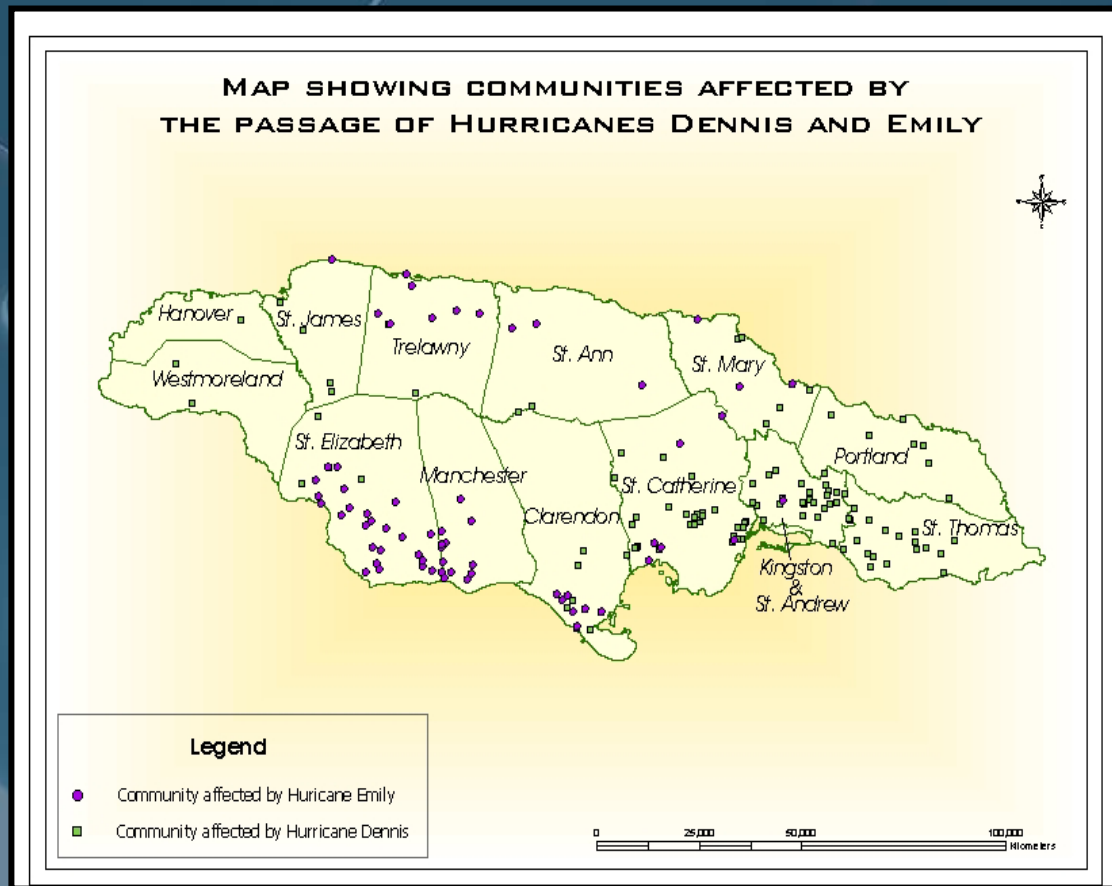 MAP SHOWING COMMUNITIES AFFECTED BY
THE PASSAGE OF HURRICANES DENNIS AND EMILY
Hanover
St. James
Trelawny
St. Ann
St. Mary
Westmoreland
St. Elizabeth
Manchester
Clarendon
St. Catherine
Portland
St. Thomas
Kingston
&
St. Andrew
Legend
Community affected by Huricane Emily
Community affected by Hurricane Dennis
0 25,000 50,000 100,000
Kilometers